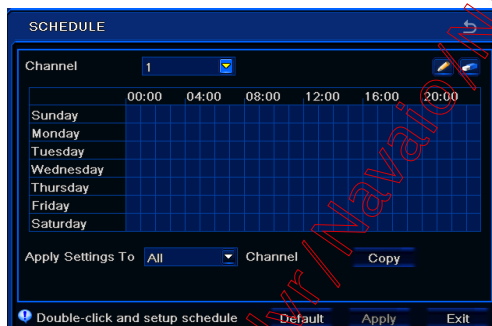 SCHEDULE
Channel 1
00:00 04:00 08:00 12:00 16:00 20:00
Sunday
Monday
Tuesday
Wednesday
Thursday
Friday
Saturday
Apply Settings To All Channel Copy
Double-click and setup schedule Default Apply Exit
/Navaio/